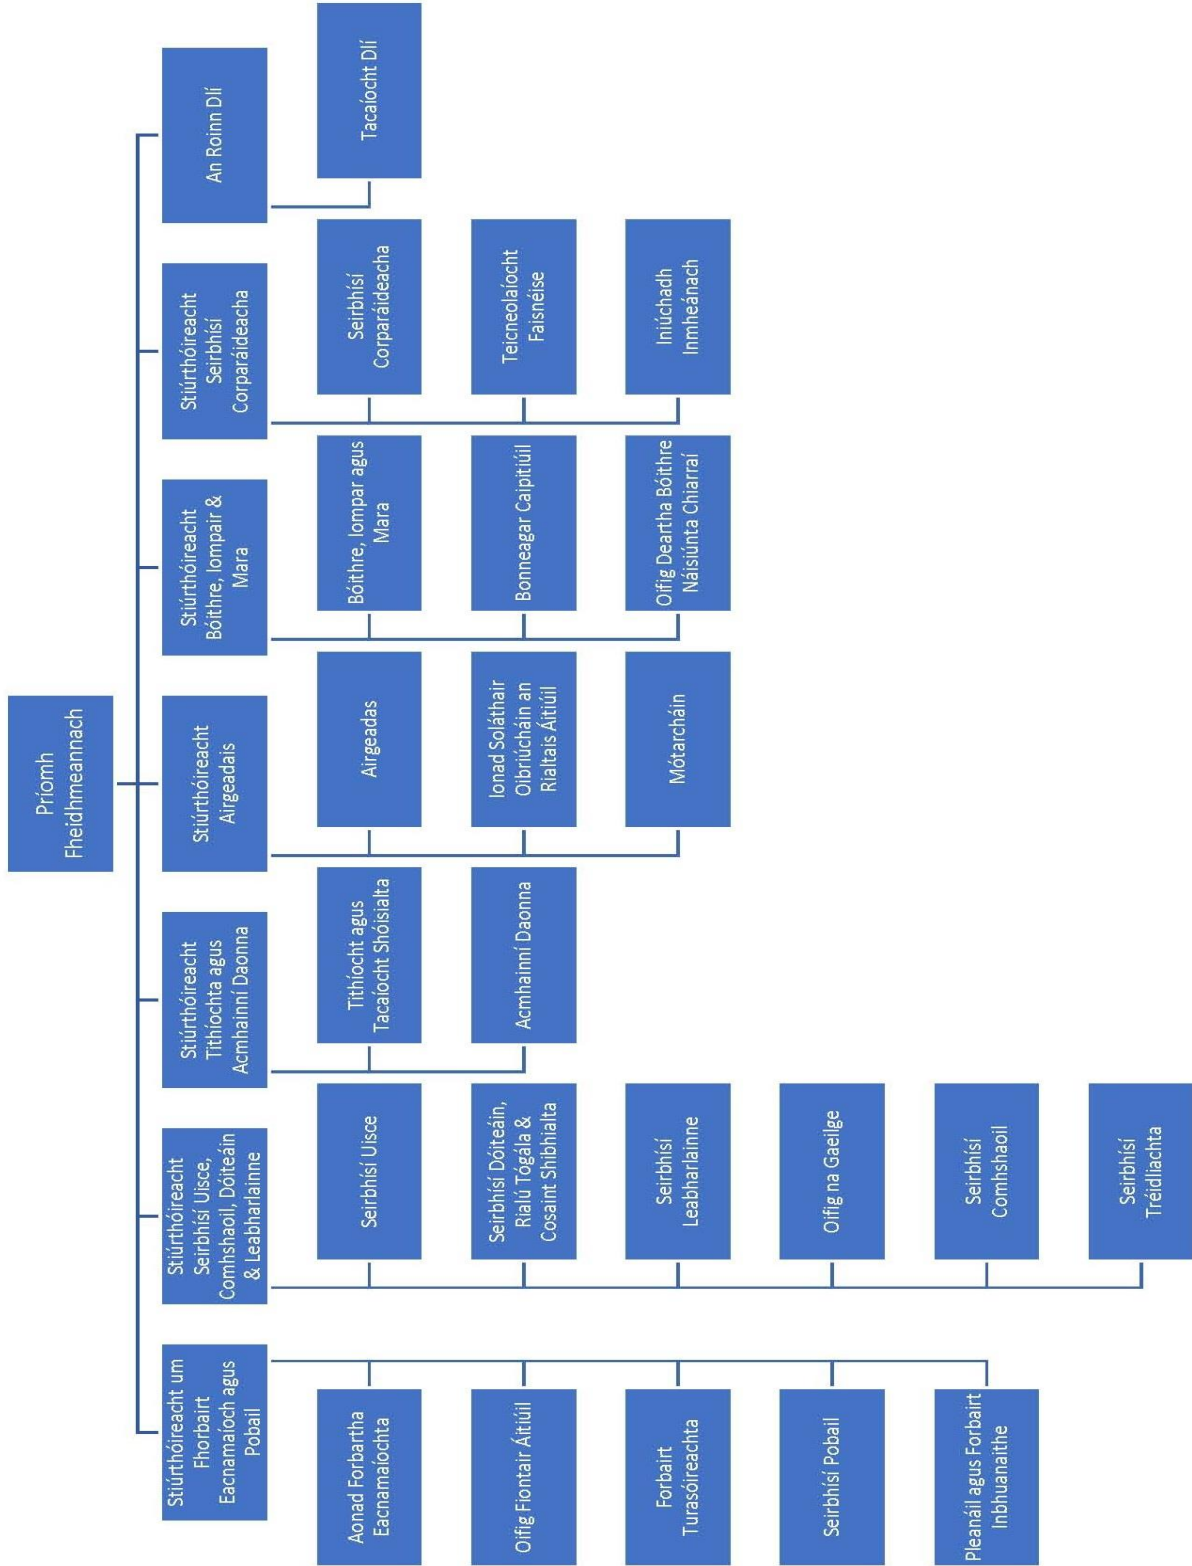 Príomh
Fheidhmeannach
Stiúrthóireacht um
Fhorbairt
Eacnamaíoch agus
Pobail
Aonad Forbartha
Eacnamaíochta
Oifig Fiontair Áitiúil
Forbairt
Turasóireachta
Seirbhísí Pobail
Pleanáil agus Forbairt
Inbhuanaithe
Stiúrthóireacht
Seirbhísí Uisce,
Comhshaoil, Dóiteáin
& Leabharlainne
Seirbhísí Uisce
Seirbhísí Dóiteáin,
Rialú Tógála &
Cosaint Shibhialta
Seirbhísí
Leabharlainne
Oifig na Gaeilge
Seirbhísí
Comhshaoil
Seirbhísí
Tréidliachta
Stiúrthóireacht
Tithíochta agus
Acmhainní Daonna
Tithíocht agus
Tacaíocht Shóisialta
Acmhainní Daonna
Stiúrthóireacht
Airgeadais
Airgeadas
Ionad Soláthair
Oibriúcháin an
Rialtais Áitiúil
Mótarcháin
Stiúrthóireacht
Bóithre, Iompair &
Mara
Bóithre, Iompar agus
Mara
Bonneagar Caipitiúil
Oifig Deartha Bóithre
Náisiúnta Chiarraí
Stiúrthóireacht
Seirbhísí
Corparáideacha
Seirbhísí
Corparáideacha
Teicneolaíocht
Faisnéise
Iniúchadh
Inmheánach
An Roinn Dlí
Tacaíocht Dlí